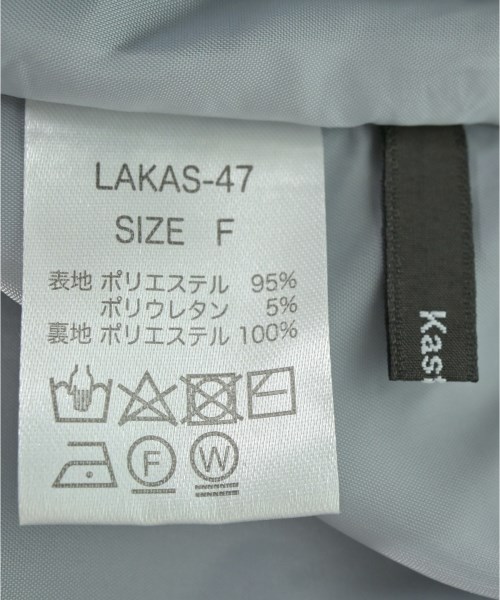 LAKAS-47
SIZE F
表地 ポリエステル 95%
ポリウレタン 5%
裏地 ポリエステル 100%
F W
Kast